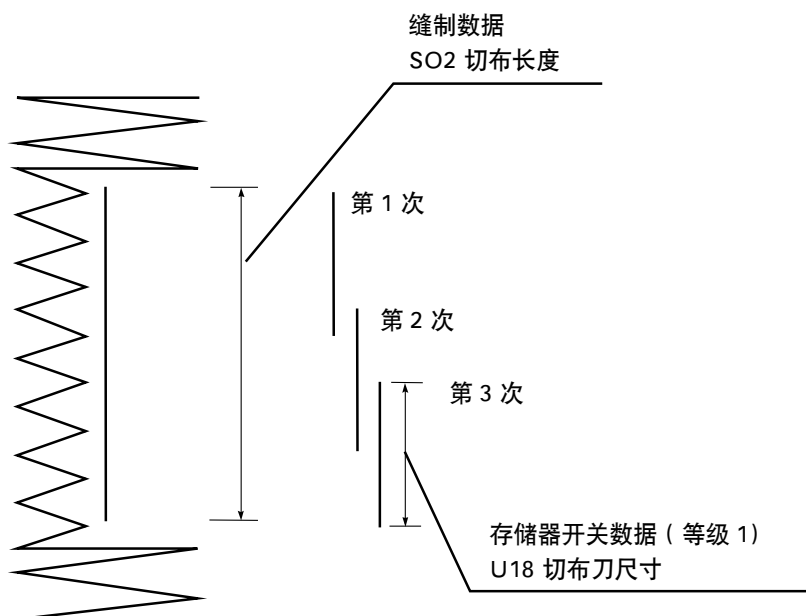 缝制数据
SO2 切布长度
第 1 次
第 2 次
第 3 次
存储器开关数据 ( 等级 1)
U18 切布刀尺寸